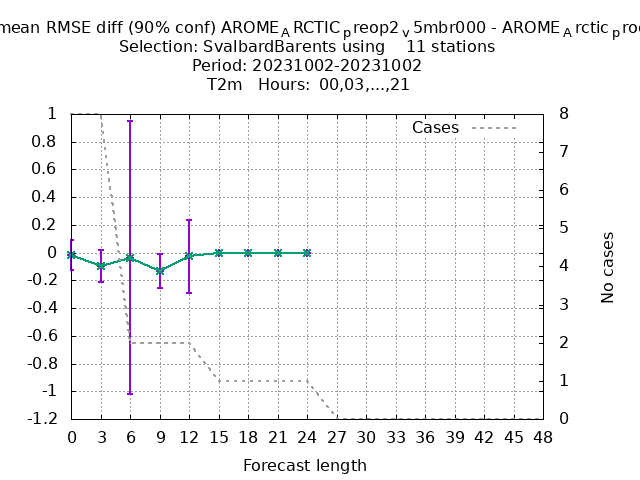 mean RMSE diff (90% conf) AROME_ARCTIC_preop2_v5mbr000 - AROME_Arctic_pro
Selection: SvalbardBarents using 11 stations
Period: 20231002-20231002
T2m Hours: 00,03,...,21
Cases
1
0.8
0.6
0.4
0.2
0
-0.2
-0.4
-0.6
-0.8
-1
-1.2
8
7
6
5
4
3
2
1
0
No cases
0 3 6 9 12 15 18 21 24 27 30 33 36 39 42 45 48
Forecast length